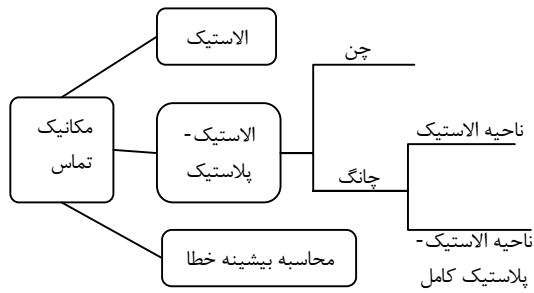 الاستیک
چن
مکانیک
تماس
الاستیک-
پلاستیک
چانگ
ناحیه الاستیک
ناحیه الاستیک-
پلاستیک کامل
محاسبه بیشینه خطا